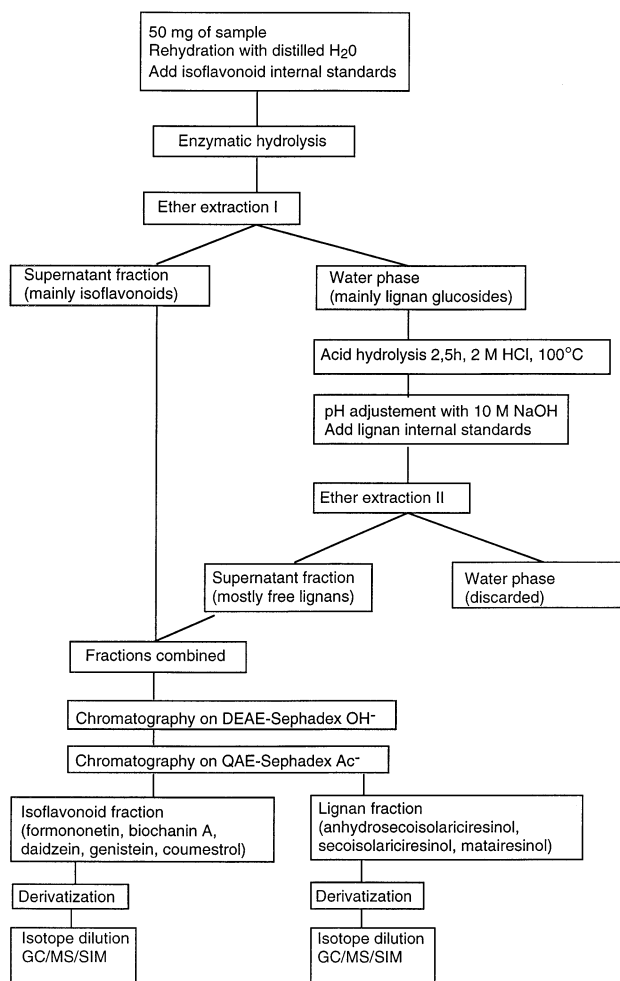 50 mg of sample
Rehydration with distilled H20
Add isoflavonoid internal standards
Enzymatic hydrolysis
Ether extraction I
Supernatant fraction
(mainly isoflavonoids)
Water phase
(mainly lignan glucosides)
Acid hydrolysis 2,5h, 2 M HCl, 100°C
pH adjustement with 10 M NaOH
Add lignan internal standards
Ether extraction II
Supernatant fraction
(mostly free lignans)
Water phase
(discarded)
Fractions combined
Chromatography on DEAE-Sephadex OH-
Chromatography on QAE-Sephadex Ac-
Isoflavonoid fraction
(formononetin, biochanin A,
daidzein, genistein, coumestrol)
Lignan fraction
(anhydrosecoisolariciresinol,
secoisolariciresinol, matairesinol)
Derivatization
Derivatization
Isotope dilution
GC/MS/SIM
Isotope dilution
GC/MS/SIM